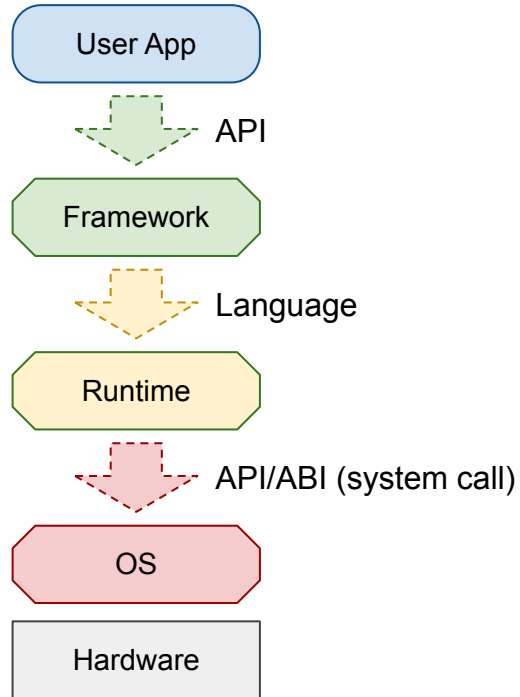 User App
API
Framework
Language
Runtime
API/ABI (system call)
OS
Hardware